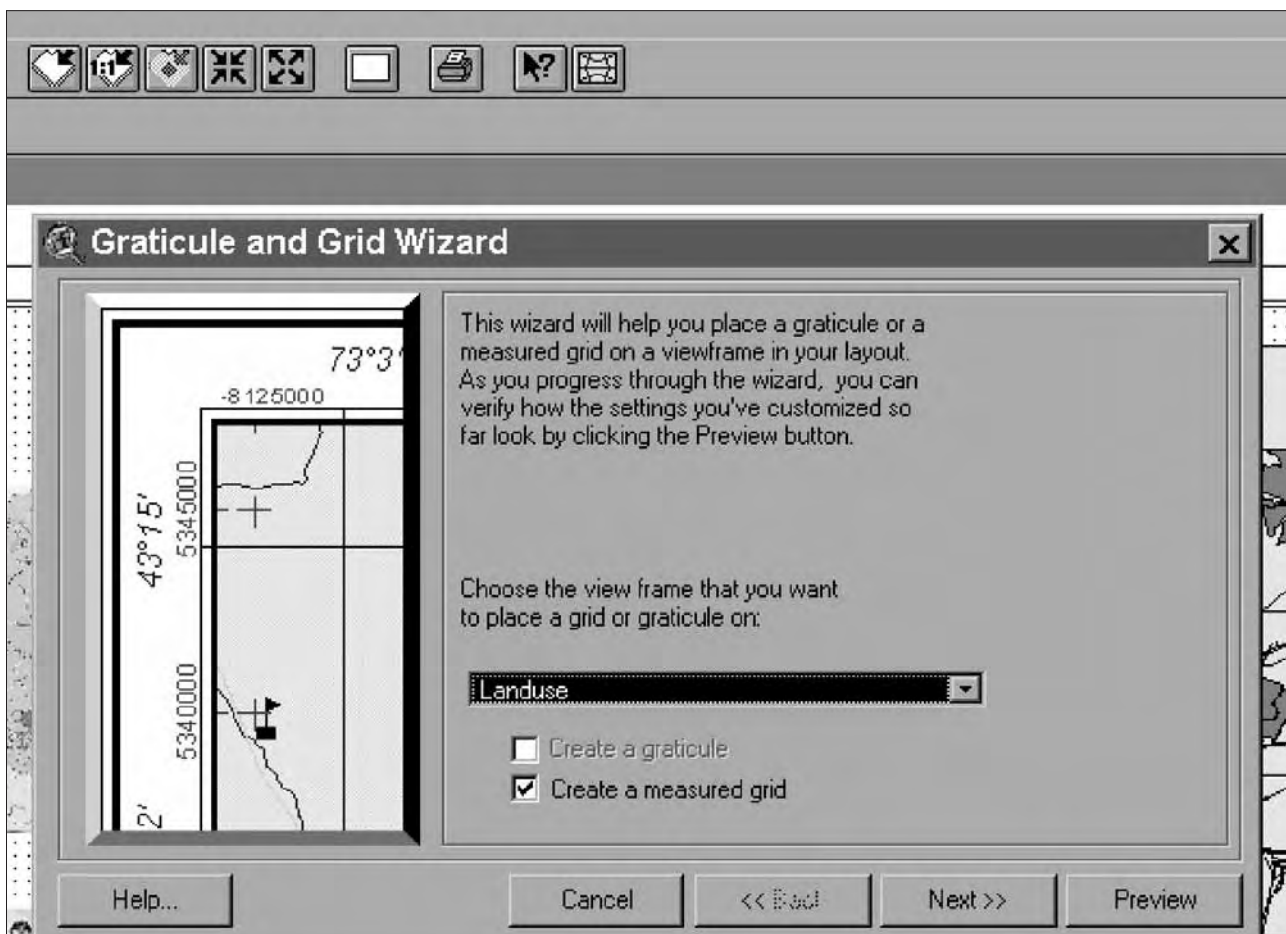 1:1
?
Graticule and Grid Wizard
73°3'
-8125000
43°15'
5345000
5340000
2'
This wizard will help you place a graticule or a
measured grid on a viewframe in your layout.
As you progress through the wizard, you can
verify how the settings you've customized so
far look by clicking the Preview button.
Choose the view frame that you want
to place a grid or graticule on:
Landuse
Create a graticule
Create a measured grid
Help...
Cancel
<< Back
Next >>
Preview